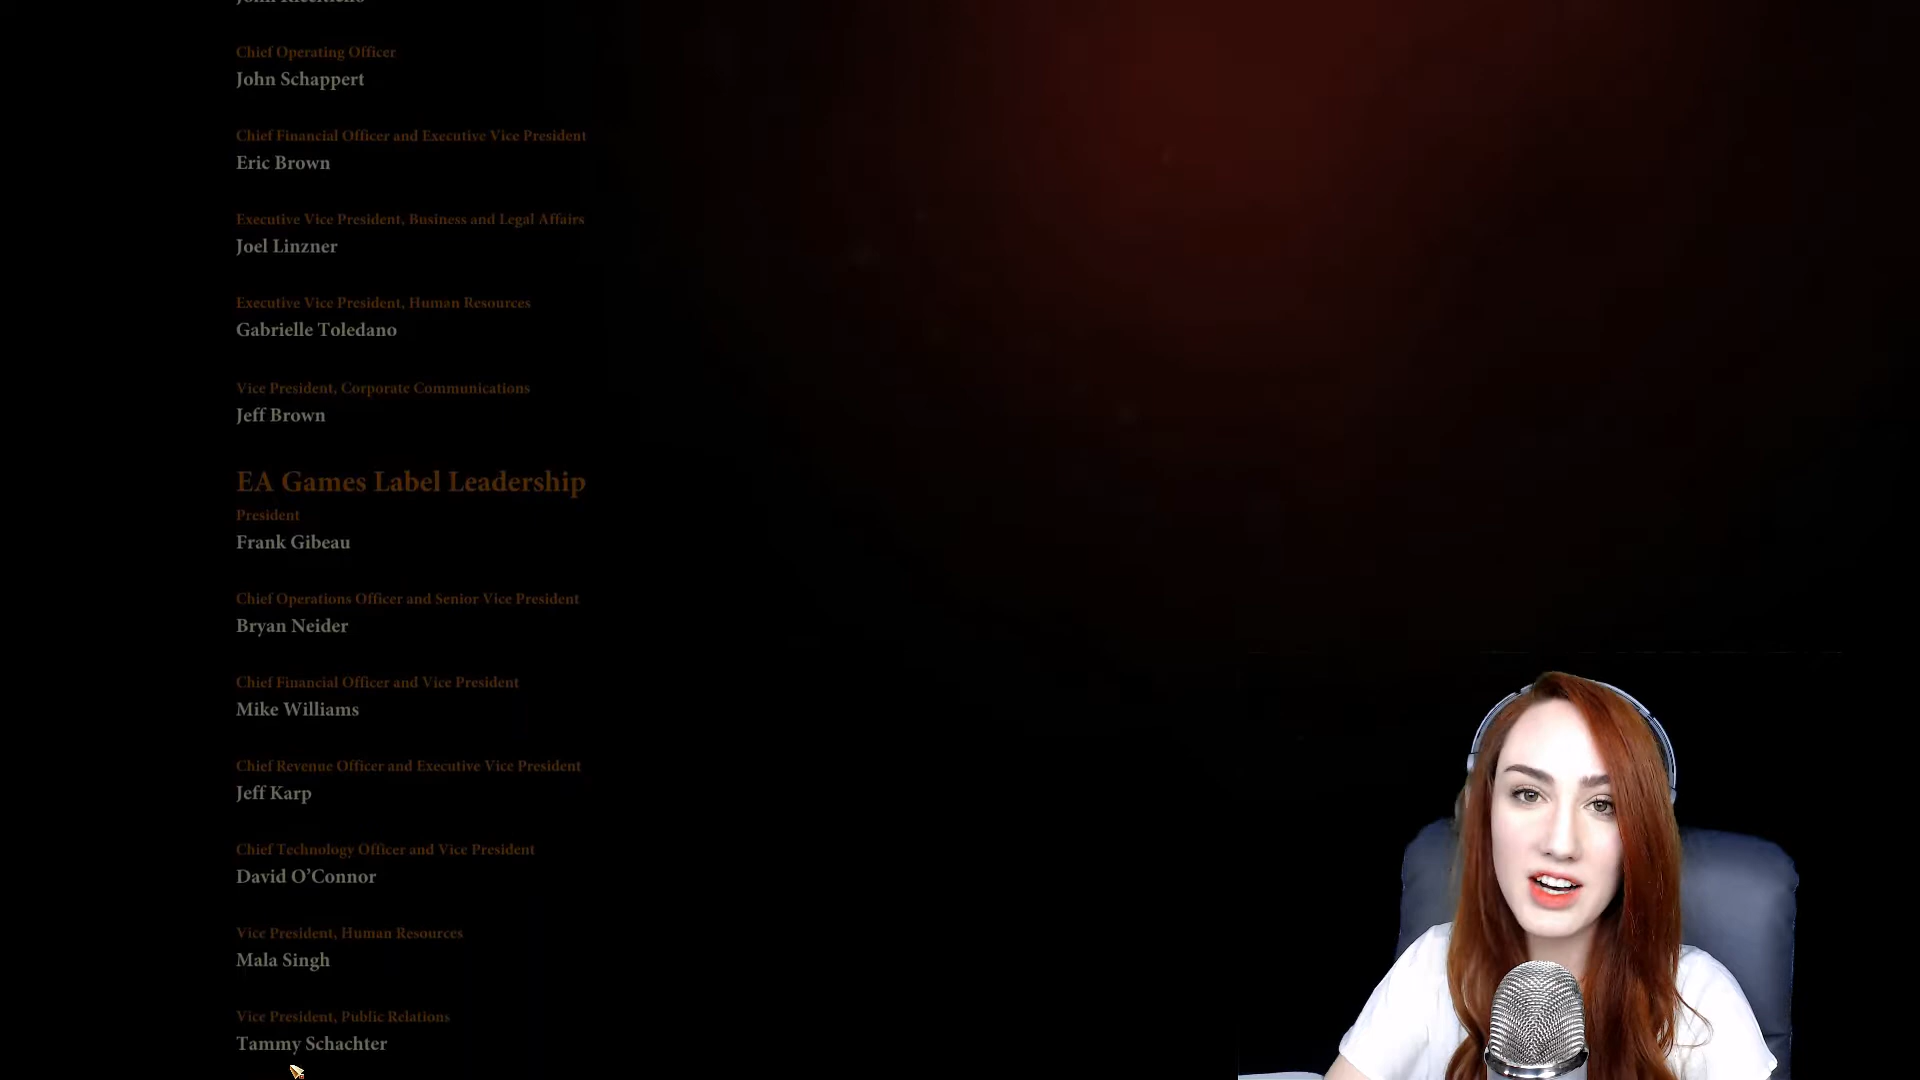 Chief Operating Officer
John Schappert
Chief Financial Officer and Executive Vice President
Eric Brown
Executive Vice President, Business and Legal Affairs
Joel Linzner
Executive Vice President, Human Resources
Gabrielle Toledano
Vice President, Corporate Communications
Jeff Brown
EA Games Label Leadership
President
Frank Gibeau
Chief Operations Officer and Senior Vice President
Bryan Neider
Chief Financial Officer and Vice President
Mike Williams
Chief Revenue Officer and Executive Vice President
Jeff Karp
Chief Technology Officer and Vice President
David O’Connor
Vice President, Human Resources
Mala Singh
Vice President, Public Relations
Tammy Schachter